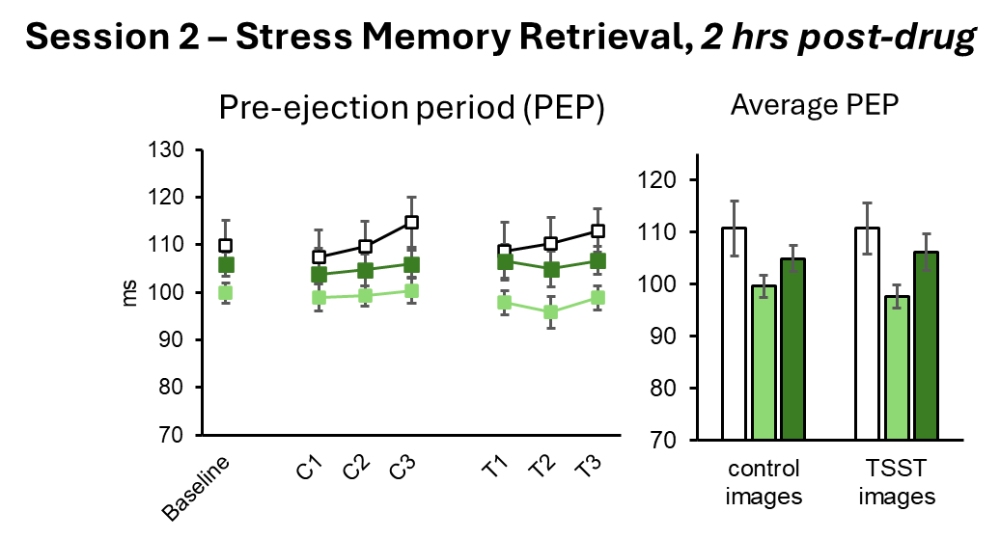 Session 2 – Stress Memory Retrieval, 2 hrs post-drug
Pre-ejection period (PEP)
130
120
110
100
90
80
70
ms
Baseline
C1
C2
C3
T1
T2
T3
Average PEP
120
110
100
90
80
70
control
images
TSST
images